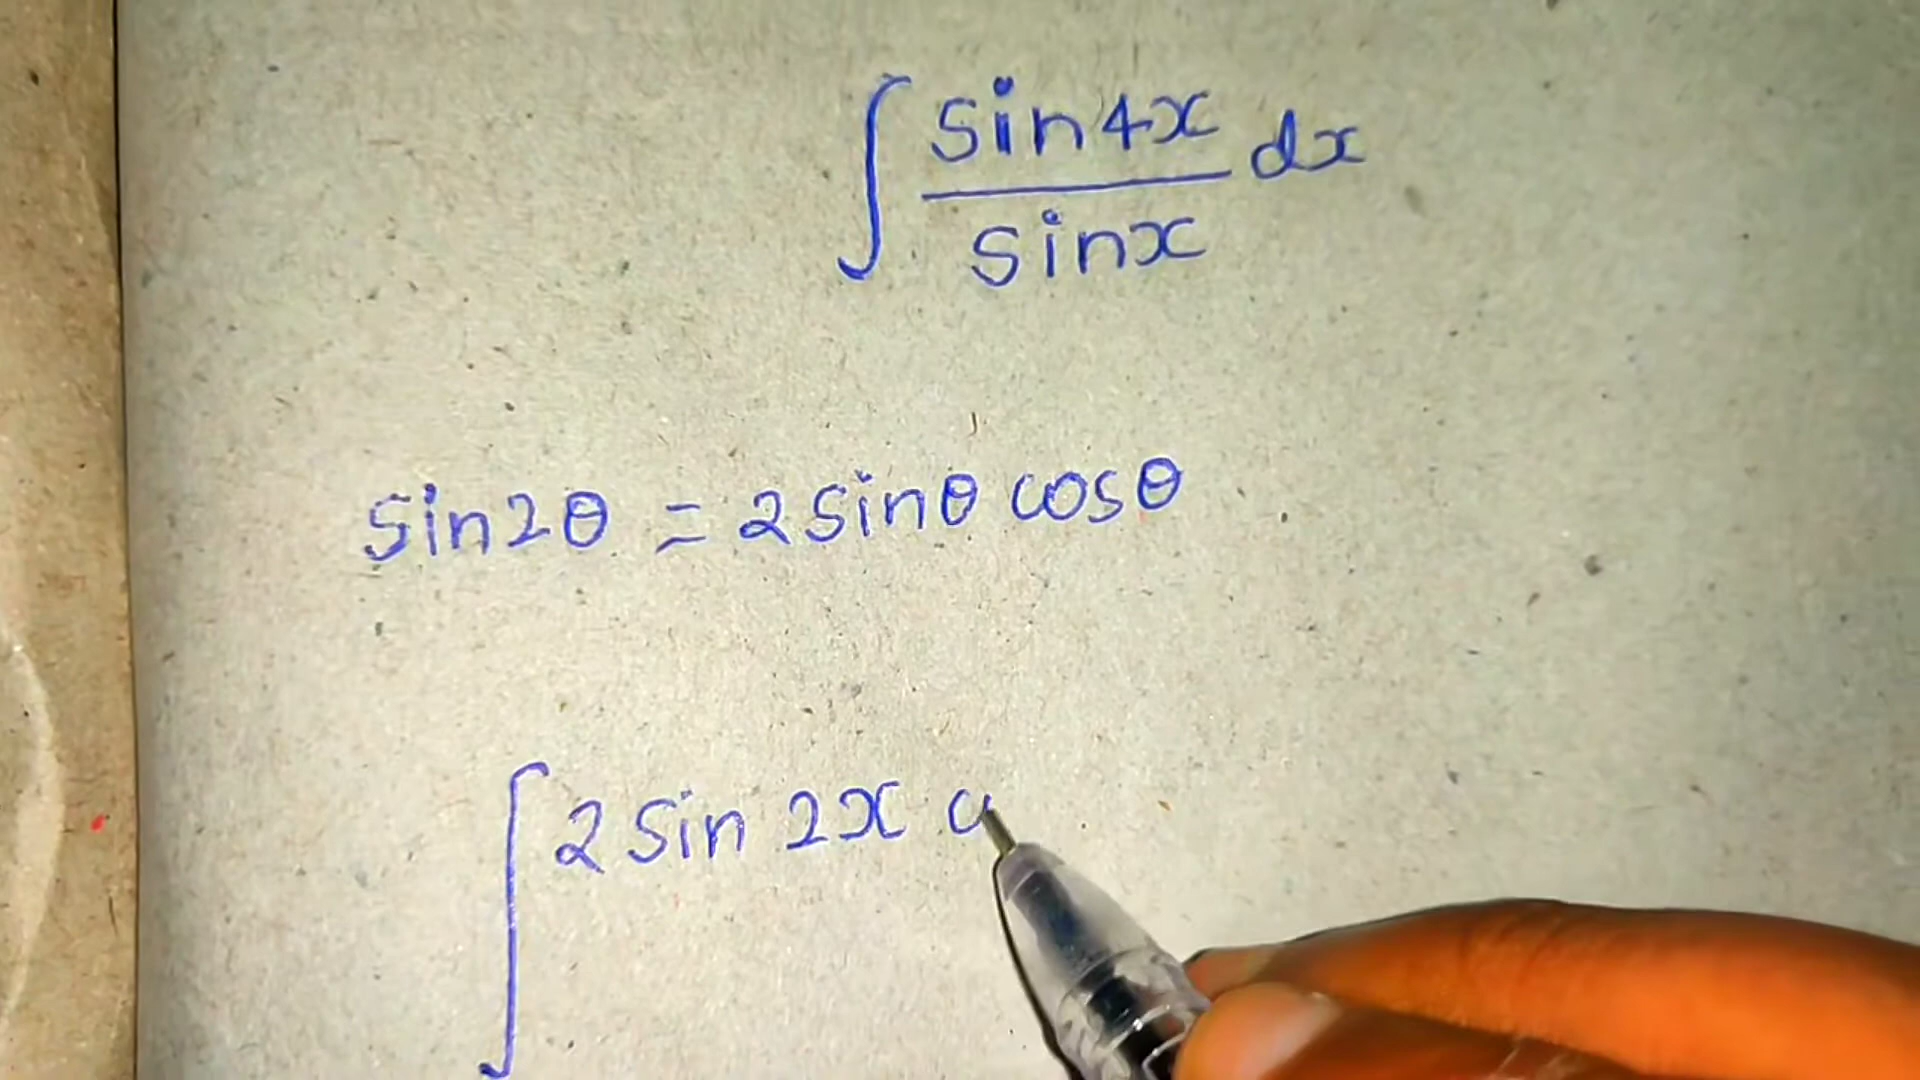 ∫ sin4x/sinx dx
sin2θ = 2sinθ cosθ
∫ 2 sin 2x c